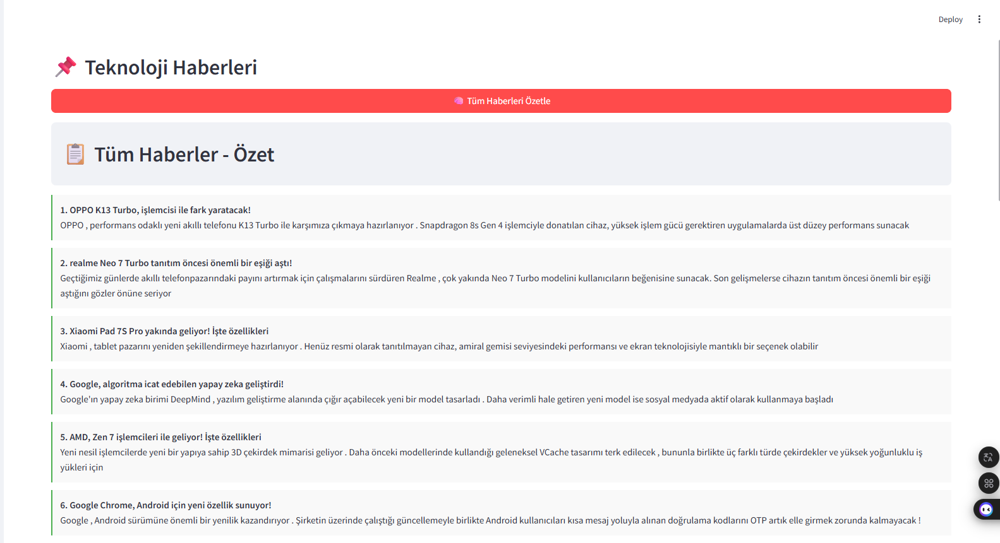 Deploy
Teknoloji Haberleri
Tüm Haberleri Özetle
Tüm Haberler - Özet
1. OPPO K13 Turbo, işlemcisi ile fark yaratacak!
OPPO , performans odaklı yeni akıllı telefonu K13 Turbo ile karşımıza çıkmaya hazırlanıyor . Snapdragon 8s Gen 4 işlemciyle donatılan cihaz, yüksek işlem gücü gerektiren uygulamalarda üst düzey performans sunacak
2. realme Neo 7 Turbo tanıtım öncesi önemli bir eşiği aştı!
Geçtiğimiz günlerde akıllı telefonpazarındaki payını artırmak için çalışmalarını sürdüren Realme , çok yakında Neo 7 Turbo modelini kullanıcıların beğenisine sunacak. Son gelişmelerse cihazın tanıtım öncesi önemli bir eşiği
aştığını gözler önüne seriyor
3. Xiaomi Pad 7S Pro yakında geliyor! İşte özellikleri
Xiaomi , tablet pazarını yeniden şekillendirmeye hazırlanıyor . Henüz resmi olarak tanıtılmayan cihaz, amiral gemisi seviyesindeki performansı ve ekran teknolojisiyle mantıklı bir seçenek olabilir
4. Google, algoritma icat edebilen yapay zeka geliştirdi!
Google'ın yapay zeka birimi DeepMind , yazılım geliştirme alanında çığır açabilecek yeni bir model tasarladı . Daha verimli hale getiren yeni model ise sosyal medyada aktif olarak kullanmaya başladı
5. AMD, Zen 7 işlemcileri ile geliyor! İşte özellikleri
Yeni nesil işlemcilerde yeni bir yapıya sahip 3D çekirdek mimarisi geliyor . Daha önceki modellerinde kullandığı geleneksel VCache tasarımı terk edilecek , bununla birlikte üç farklı türde çekirdekler ve yüksek yoğunluklu iş
yükleri için
6. Google Chrome, Android için yeni özellik sunuyor!
Google , Android sürümüne önemli bir yenilik kazandırıyor . Şirketin üzerinde çalıştığı güncellemeyle birlikte Android kullanıcıları kısa mesaj yoluyla alınan doğrulama kodlarını OTP artık elle girmek zorunda kalmayacak !